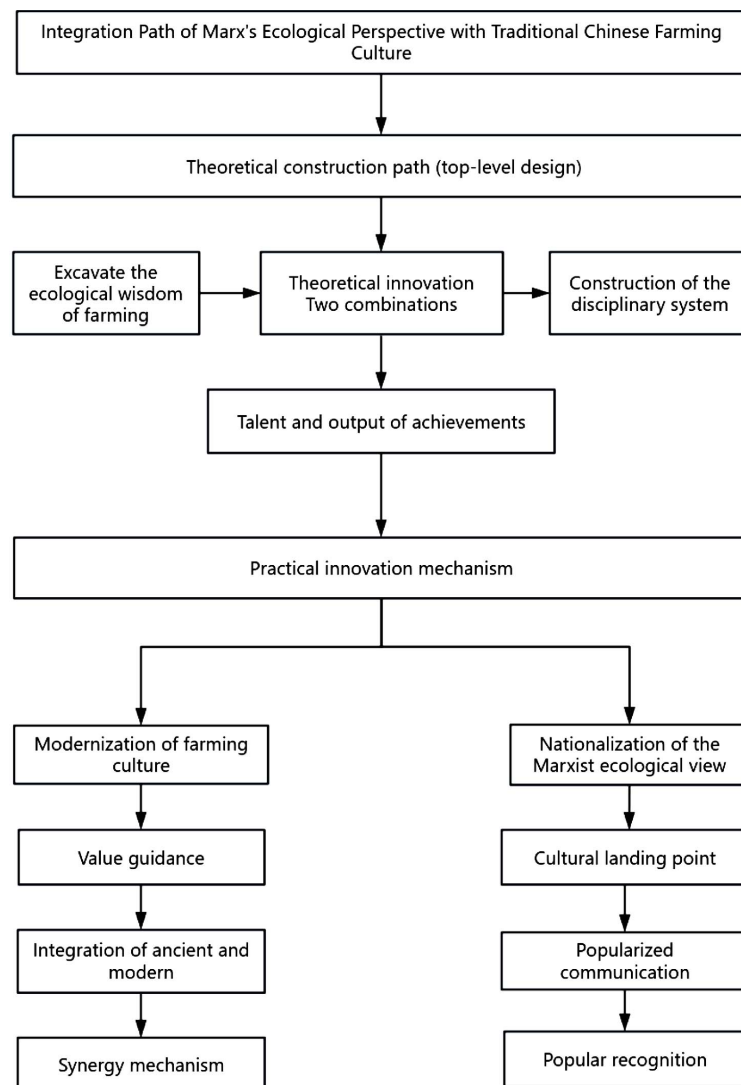 Integration Path of Marx's Ecological Perspective with Traditional Chinese Farming
Culture
Theoretical construction path (top-level design)
Excavate the
ecological wisdom
of farming
Theoretical innovation
Two combinations
Construction of the
disciplinary system
Talent and output of achievements
Practical innovation mechanism
Modernization of farming
culture
Nationalization of the
Marxist ecological view
Value guidance
Cultural landing point
Integration of ancient and
modern
Popularized
communication
Synergy mechanism
Popular recognition